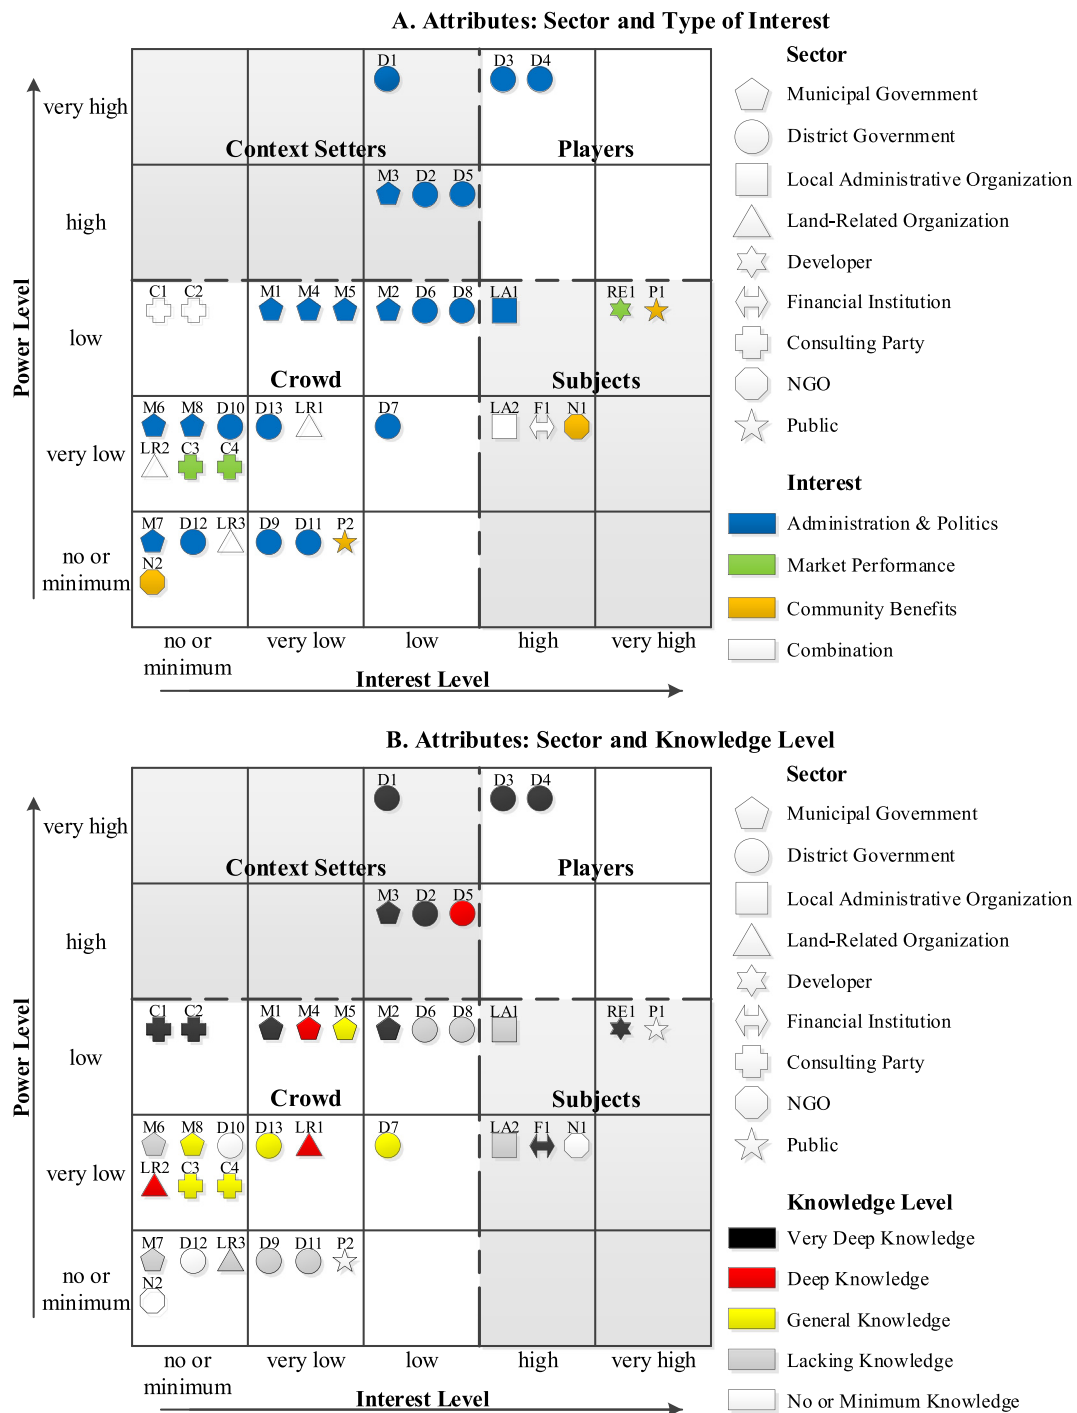 A. Attributes: Sector and Type of Interest
Sector
Municipal Government
District Government
Local Administrative Organization
Land-Related Organization
Developer
Financial Institution
Consulting Party
NGO
Public
Interest
Administration & Politics
Market Performance
Community Benefits
Combination
Power Level
very high
high
low
very low
no or
minimum
D1 D3 D4
Context Setters Players
M3 D2 D5
C1 C2 M1 M4 M5 M2 D6 D8 LA1 RE1 P1
Crowd Subjects
M6 M8 D10 D13 LR1 D7 LA2 F1 N1
LR2 C3 C4
M7 D12 LR3 D9 D11 P2
N2
no or
minimum
very low
low
high
very high
Interest Level
B. Attributes: Sector and Knowledge Level
Sector
Municipal Government
District Government
Local Administrative Organization
Land-Related Organization
Developer
Financial Institution
Consulting Party
NGO
Public
Knowledge Level
Very Deep Knowledge
Deep Knowledge
General Knowledge
Lacking Knowledge
No or Minimum Knowledge
Power Level
very high
high
low
very low
no or
minimum
D1 D3 D4
Context Setters Players
M3 D2 D5
C1 C2 M1 M4 M5 M2 D6 D8 LA1 RE1 P1
Crowd Subjects
M6 M8 D10 D13 LR1 D7 LA2 F1 N1
LR2 C3 C4
M7 D12 LR3 D9 D11 P2
N2
no or
minimum
very low
low
high
very high
Interest Level